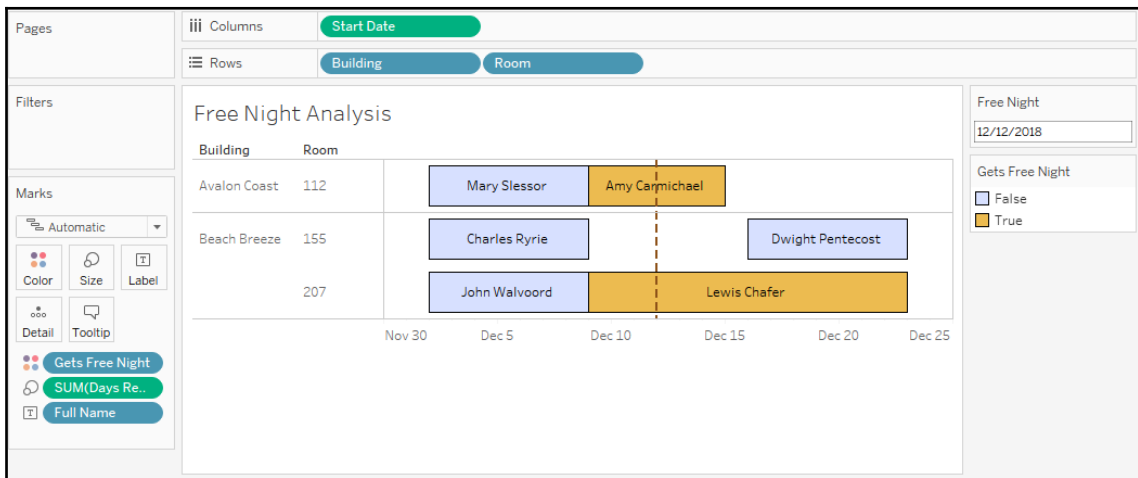 Pages
Columns
Start Date
Rows
Building
Room
Filters
Free Night Analysis
Building Room
Avalon Coast 112 Mary Slessor Amy Carmichael
Beach Breeze 155 Charles Ryrie Dwight Pentecost
207 John Walvoord Lewis Chafer
Nov 30 Dec 5 Dec 10 Dec 15 Dec 20 Dec 25
Marks
Automatic
Color Size Label
T
Detail Tooltip
Gets Free Night
SUM(Days Re..
T Full Name
Free Night
12/12/2018
Gets Free Night
False
True